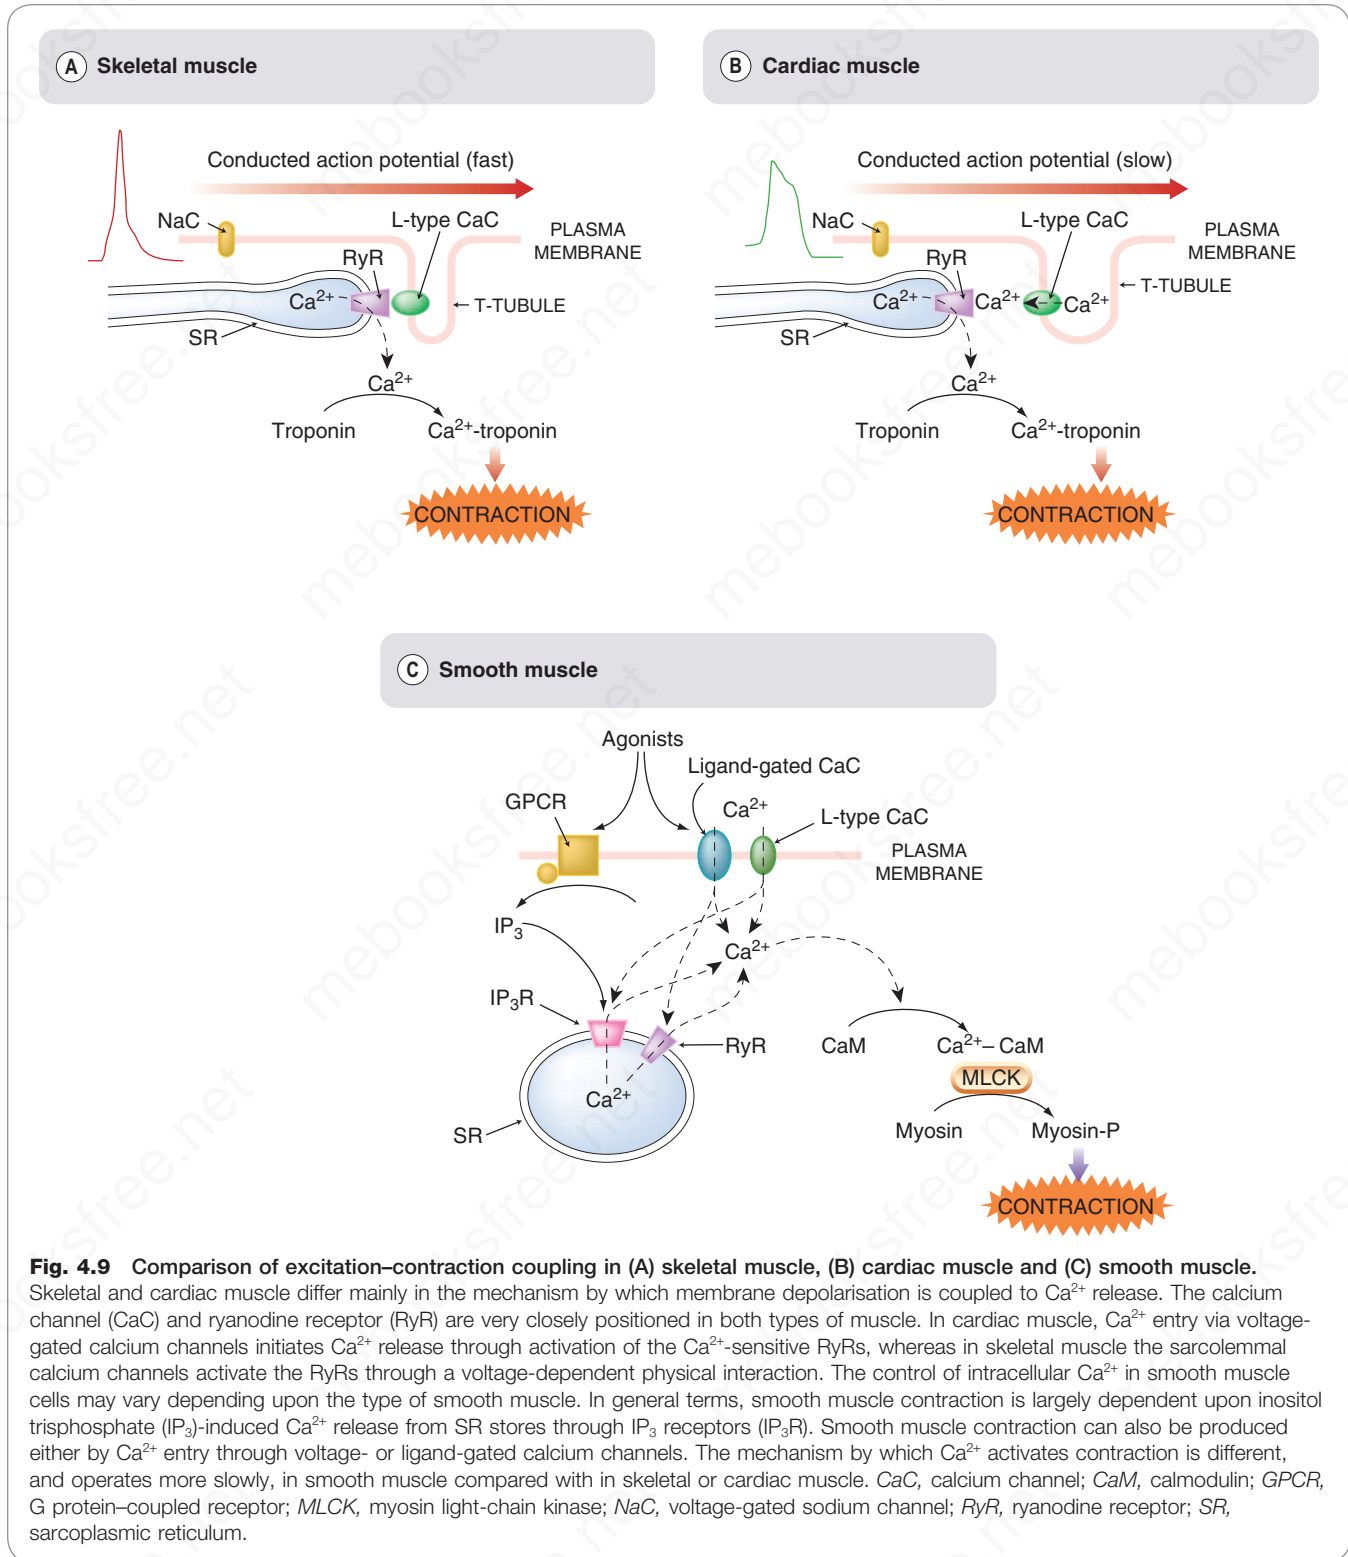 A Skeletal muscle
Conducted action potential (fast)
NaC
L-type CaC
PLASMA
MEMBRANE
RyR
Ca²⁺
T-TUBULE
SR
Ca²⁺
Troponin
Ca²⁺-troponin
CONTRACTION
B Cardiac muscle
Conducted action potential (slow)
NaC
L-type CaC
PLASMA
MEMBRANE
RyR
Ca²⁺
Ca²⁺
Ca²⁺
T-TUBULE
SR
Ca²⁺
Troponin
Ca²⁺-troponin
CONTRACTION
C Smooth muscle
Agonists
Ligand-gated CaC
GPCR
Ca²⁺
L-type CaC
PLASMA
MEMBRANE
IP₃
Ca²⁺
IP₃R
RyR
CaM
Ca²⁺– CaM
MLCK
Ca²⁺
SR
Myosin
Myosin-P
CONTRACTION
Fig. 4.9 Comparison of excitation–contraction coupling in (A) skeletal muscle, (B) cardiac muscle and (C) smooth muscle.
Skeletal and cardiac muscle differ mainly in the mechanism by which membrane depolarisation is coupled to Ca²⁺ release. The calcium
channel (CaC) and ryanodine receptor (RyR) are very closely positioned in both types of muscle. In cardiac muscle, Ca²⁺ entry via voltage-
gated calcium channels initiates Ca²⁺ release through activation of the Ca²⁺-sensitive RyRs, whereas in skeletal muscle the sarcolemmal
calcium channels activate the RyRs through a voltage-dependent physical interaction. The control of intracellular Ca²⁺ in smooth muscle
cells may vary depending upon the type of smooth muscle. In general terms, smooth muscle contraction is largely dependent upon inositol
trisphosphate (IP₃)-induced Ca²⁺ release from SR stores through IP₃ receptors (IP₃R). Smooth muscle contraction can also be produced
either by Ca²⁺ entry through voltage- or ligand-gated calcium channels. The mechanism by which Ca²⁺ activates contraction is different,
and operates more slowly, in smooth muscle compared with in skeletal or cardiac muscle. CaC, calcium channel; CaM, calmodulin; GPCR,
G protein–coupled receptor; MLCK, myosin light-chain kinase; NaC, voltage-gated sodium channel; RyR, ryanodine receptor; SR,
sarcoplasmic reticulum.
mebooksfree.net